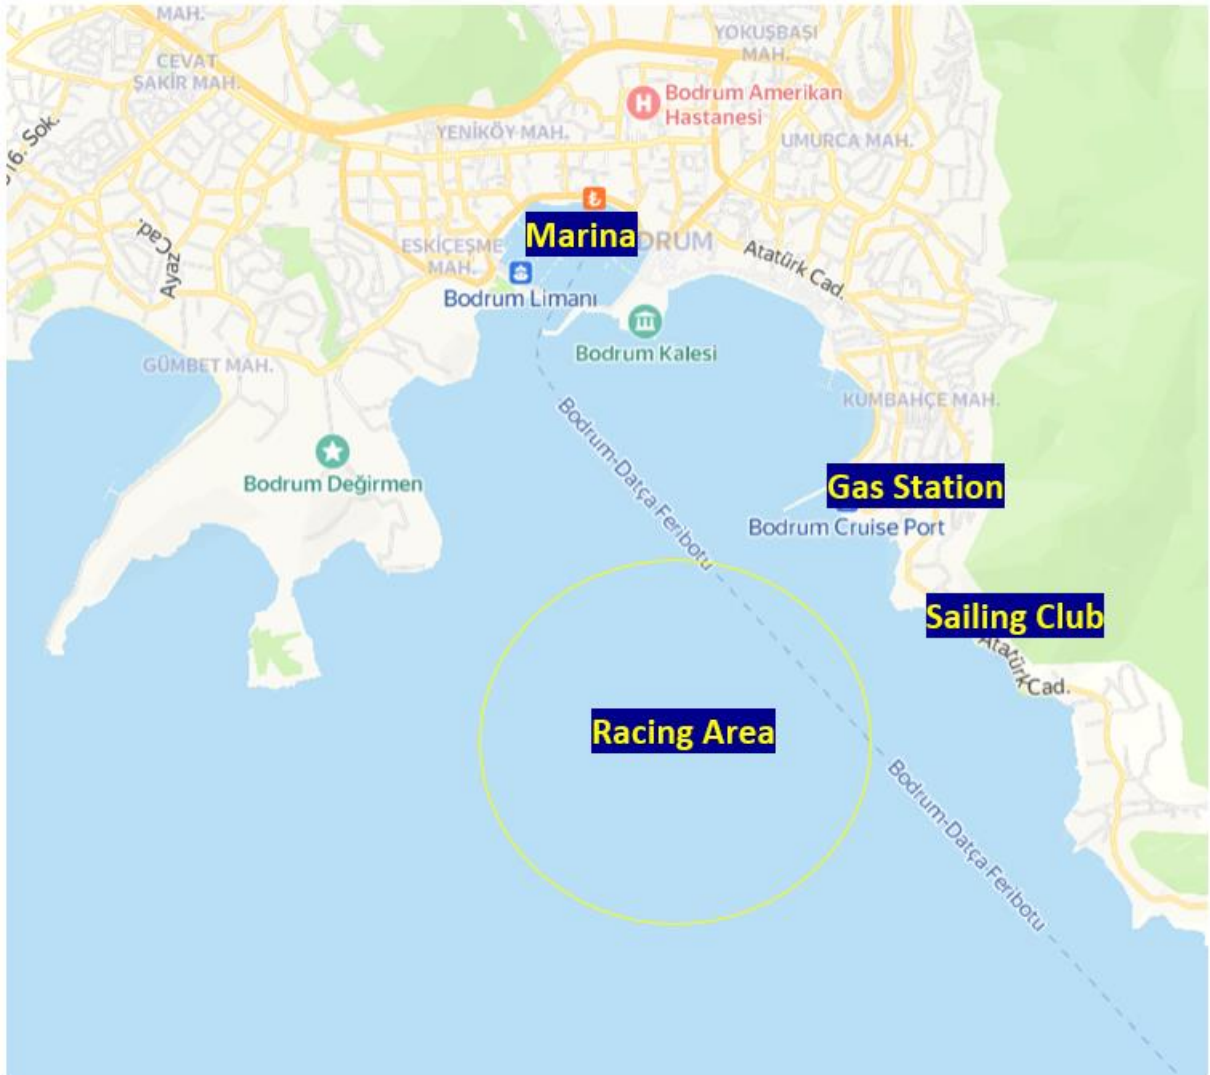 MAH.
CEVAT
ŞAKİR MAH.
YOKUŞBAŞI
MAH.
H
Bodrum Amerikan
Hastanesi
YENİKÖY MAH.
UMURCA MAH.
Sok.
Marina
ESKİÇEŞME
MAH.
Atatürk Cad.
Ayaz Cad.
Bodrum Limanı
Bodrum Kalesi
GÜMBET MAH.
KUMBAHÇE MAH.
Bodrum Değirmen
Bodrum-Datça Feribotu
Gas Station
Bodrum Cruise Port
Sailing Club
Atatürk Cad.
Racing Area
Bodrum-Datça Feribotu